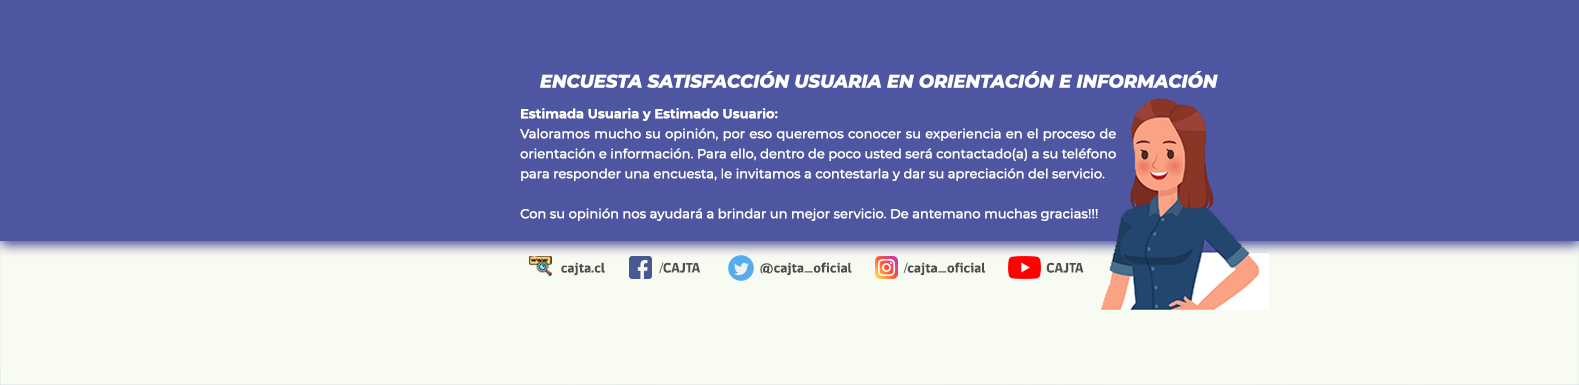 ENCUESTA SATISFACCIÓN USUARIA EN ORIENTACIÓN E INFORMACIÓN
Estimada Usuaria y Estimado Usuario:
Valoramos mucho su opinión, por eso queremos conocer su experiencia en el proceso de
orientación e información. Para ello, dentro de poco usted será contactado(a) a su teléfono
para responder una encuesta, le invitamos a contestarla y dar su apreciación del servicio.
Con su opinión nos ayudará a brindar un mejor servicio. De antemano muchas gracias!!!
cajta.cl /CAJTA @cajta_oficial /cajta_oficial CAJTA